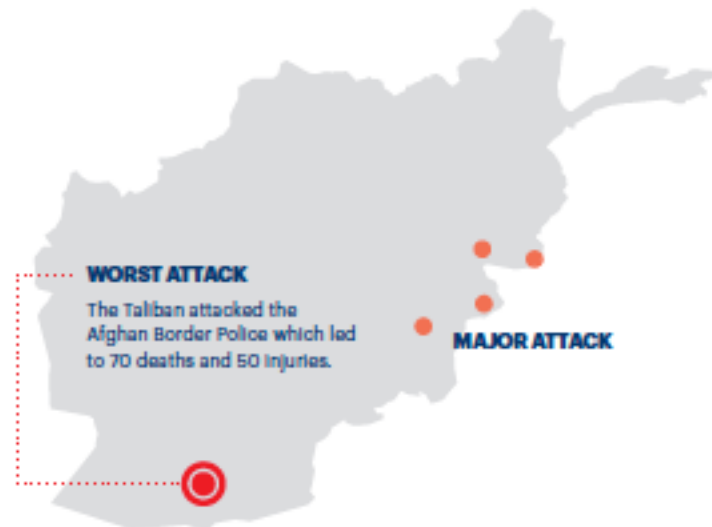 WORST ATTACK
The Taliban attacked the
Afghan Border Police which led
to 70 deaths and 50 injuries.
MAJOR ATTACK